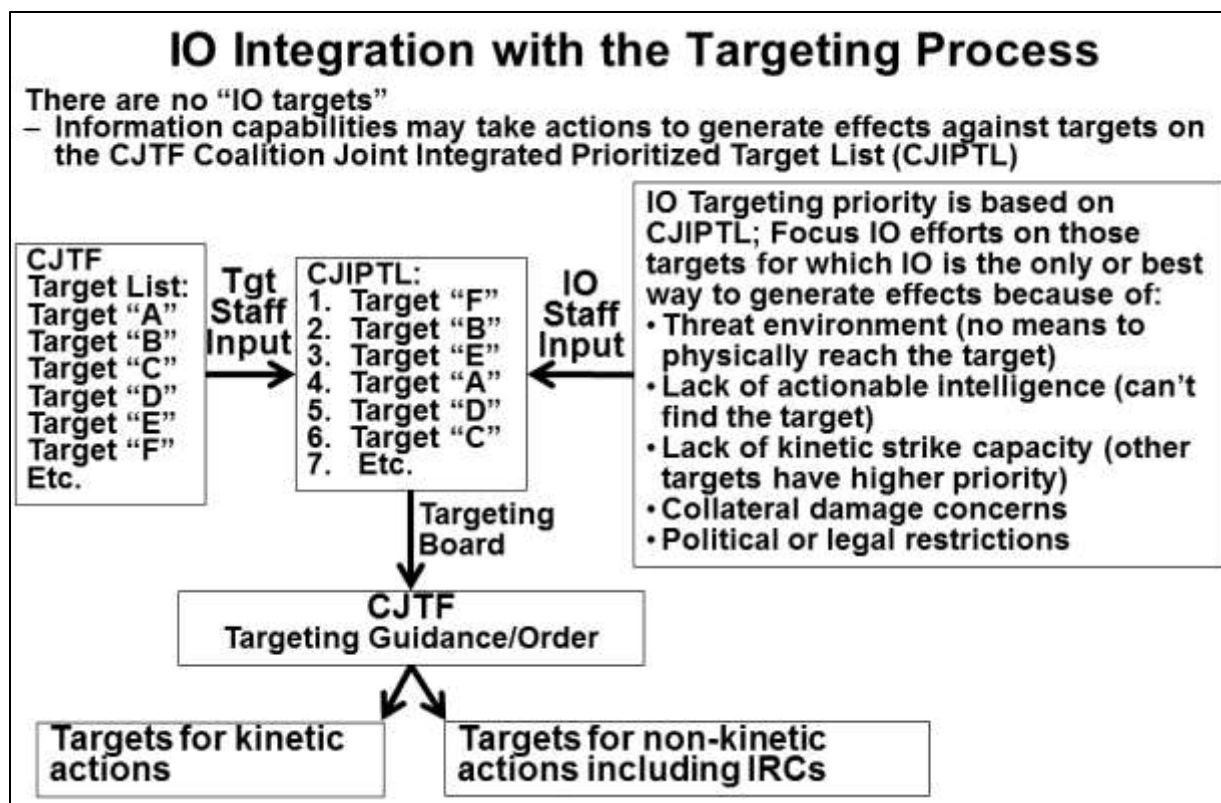 IO Integration with the Targeting Process
There are no “IO targets”
– Information capabilities may take actions to generate effects against targets on
the CJTF Coalition Joint Integrated Prioritized Target List (CJIPTL)
CJTF
Target List:
Target “A”
Target “B”
Target “C”
Target “D”
Target “E”
Target “F”
Etc.
Tgt
Staff
Input
CJIPTL:
1. Target “F”
2. Target “B”
3. Target “E”
4. Target “A”
5. Target “D”
6. Target “C”
7. Etc.
IO
Staff
Input
IO Targeting priority is based on
CJIPTL; Focus IO efforts on those
targets for which IO is the only or best
way to generate effects because of:
• Threat environment (no means to
physically reach the target)
• Lack of actionable intelligence (can’t
find the target)
• Lack of kinetic strike capacity (other
targets have higher priority)
• Collateral damage concerns
• Political or legal restrictions
Targeting
Board
CJTF
Targeting Guidance/Order
Targets for kinetic
actions
Targets for non-kinetic
actions including IRCs